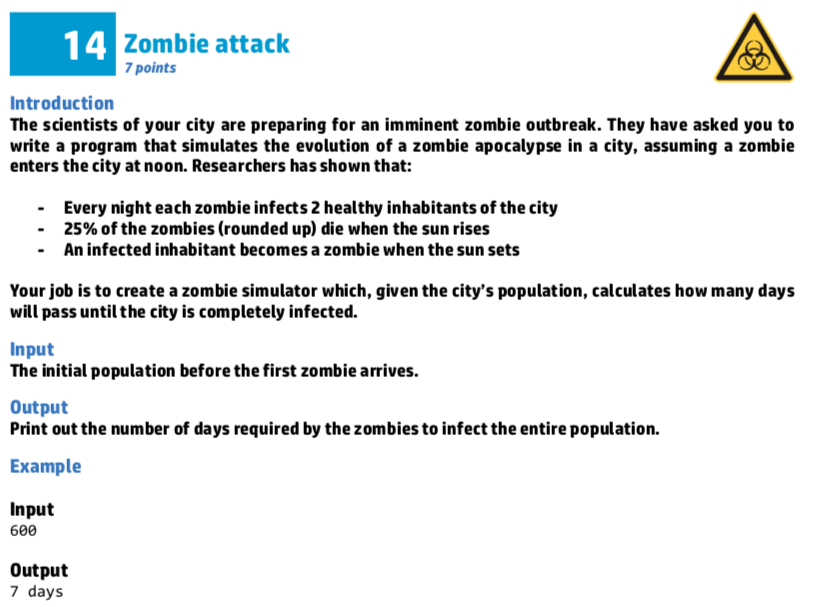 14 Zombie attack
7 points
Introduction
The scientists of your city are preparing for an imminent zombie outbreak. They have asked you to
write a program that simulates the evolution of a zombie apocalypse in a city, assuming a zombie
enters the city at noon. Researchers has shown that:
- Every night each zombie infects 2 healthy inhabitants of the city
- 25% of the zombies (rounded up) die when the sun rises
- An infected inhabitant becomes a zombie when the sun sets
Your job is to create a zombie simulator which, given the city's population, calculates how many days
will pass until the city is completely infected.
Input
The initial population before the first zombie arrives.
Output
Print out the number of days required by the zombies to infect the entire population.
Example
Input
600
Output
7 days